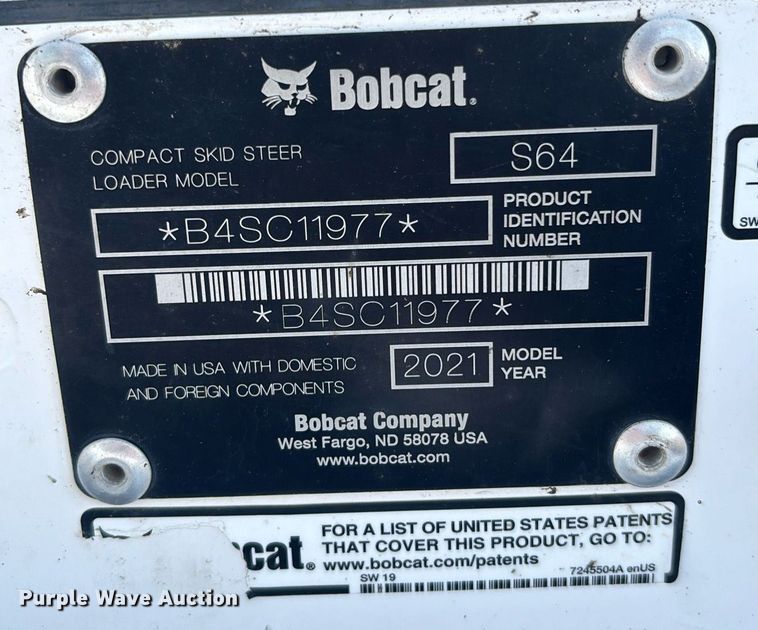 Bobcat®
COMPACT SKID STEER
LOADER MODEL
S64
*B4SC11977*
PRODUCT
IDENTIFICATION
NUMBER
*B4SC11977*
MADE IN USA WITH DOMESTIC
AND FOREIGN COMPONENTS
2021
MODEL
YEAR
Bobcat Company
West Fargo, ND 58078 USA
www.bobcat.com
cat®
FOR A LIST OF UNITED STATES PATENTS
THAT COVER THIS PRODUCT, GO TO:
www.bobcat.com/patents
SW 19
7245504A enUS
SW
Purple Wave Auction